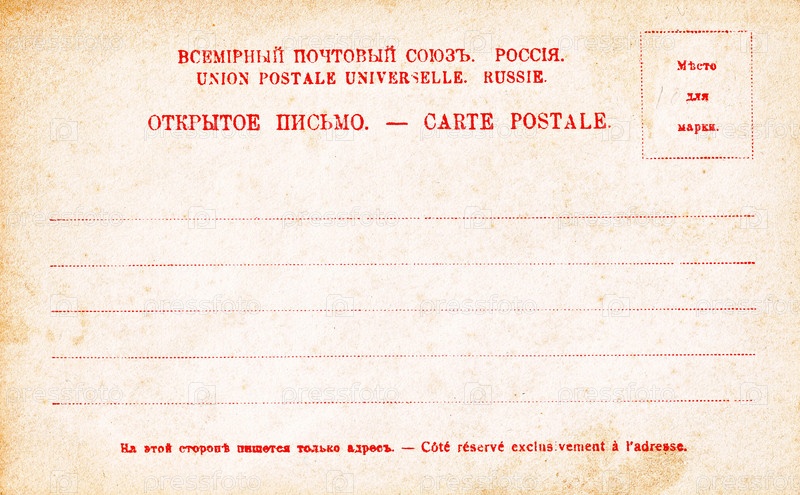 ВСЕМІРНЫЙ ПОЧТОВЫЙ СОЮЗЪ. РОССІЯ.
UNION POSTALE UNIVERSELLE. RUSSIE.
ОТКРЫТОЕ ПИСЬМО. — CARTE POSTALE.
Мѣсто
для
марки.
На этой сторонѣ пишется только адресъ. — Côté réservé exclusivement à l'adresse.
pressfoto